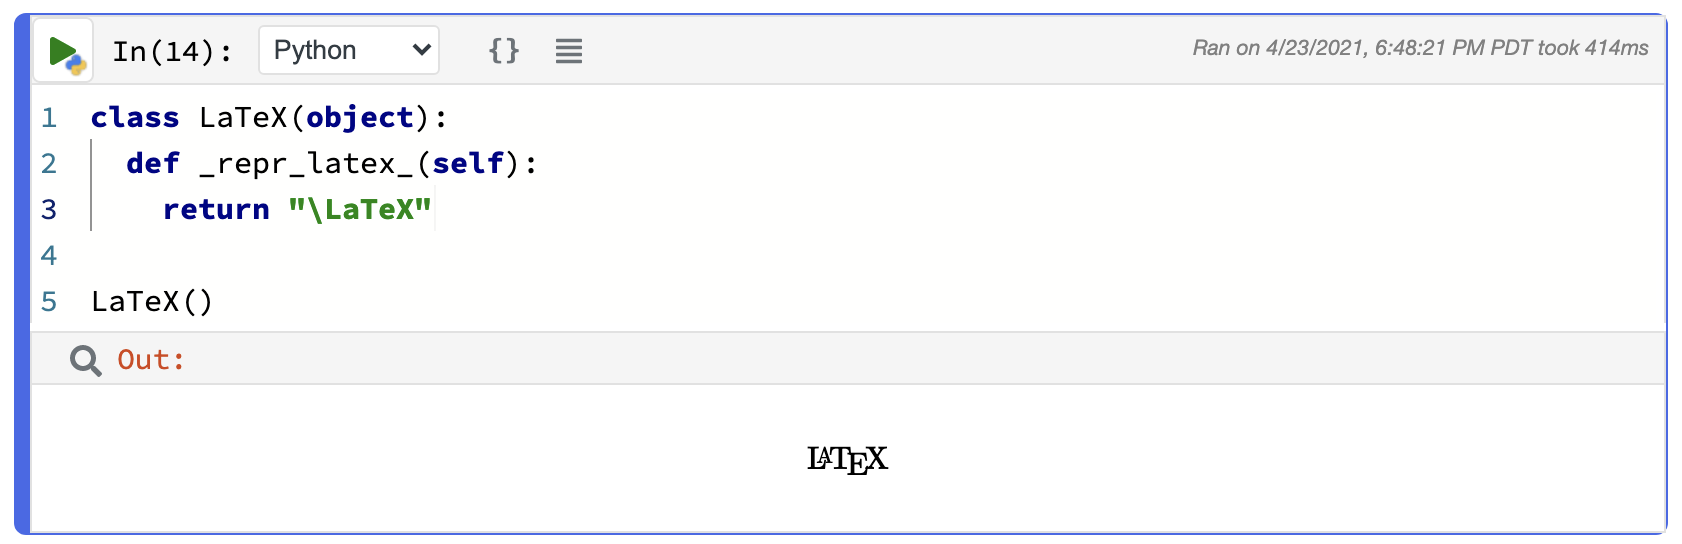 In(14): Python {} Ran on 4/23/2021, 6:48:21 PM PDT took 414ms
1 class LaTeX(object):
2   def _repr_latex_(self):
3     return "\LaTeX"
4
5 LaTeX()
Out:
LATEX